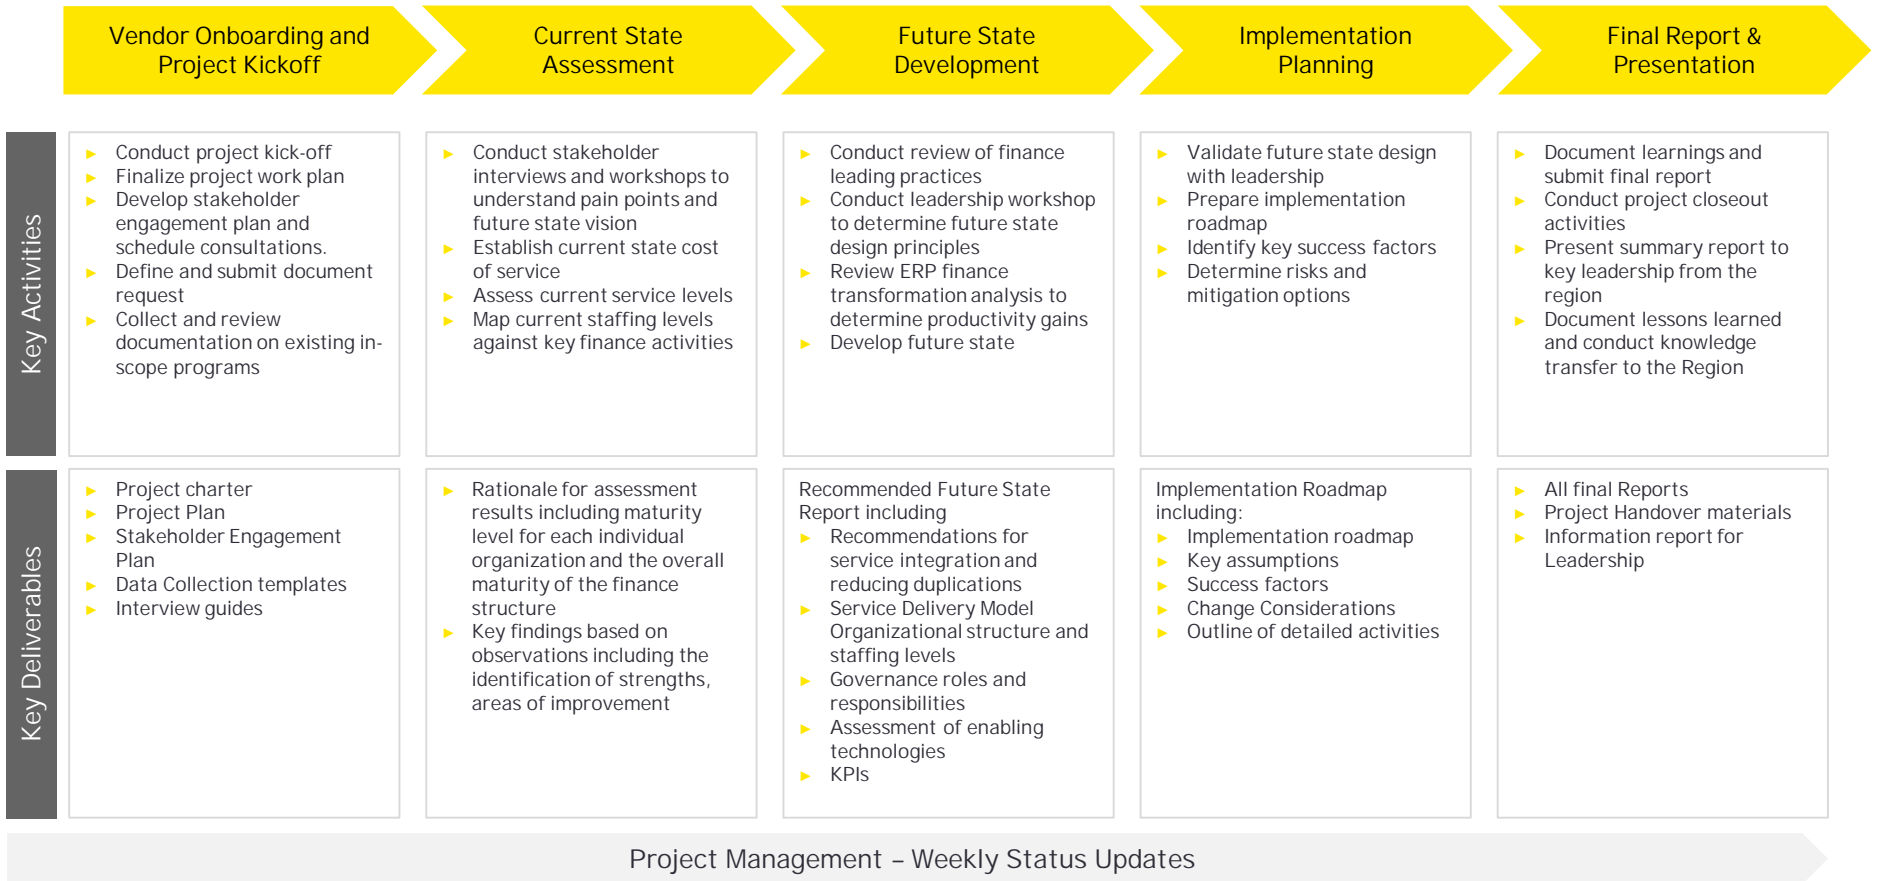 Vendor Onboarding and
Project Kickoff
Current State
Assessment
Future State
Development
Implementation
Planning
Final Report &
Presentation
Key Activities
► Conduct project kick-off
► Finalize project work plan
► Develop stakeholder
engagement plan and
schedule consultations.
► Define and submit document
request
► Collect and review
documentation on existing in-
scope programs
► Conduct stakeholder
interviews and workshops to
understand pain points and
future state vision
► Establish current state cost
of service
► Assess current service levels
► Map current staffing levels
against key finance activities
► Conduct review of finance
leading practices
► Conduct leadership workshop
to determine future state
design principles
► Review ERP finance
transformation analysis to
determine productivity gains
► Develop future state
► Validate future state design
with leadership
► Prepare implementation
roadmap
► Identify key success factors
► Determine risks and
mitigation options
► Document learnings and
submit final report
► Conduct project closeout
activities
► Present summary report to
key leadership from the
region
► Document lessons learned
and conduct knowledge
transfer to the Region
Key Deliverables
► Project charter
► Project Plan
► Stakeholder Engagement
Plan
► Data Collection templates
► Interview guides
► Rationale for assessment
results including maturity
level for each individual
organization and the overall
maturity of the finance
structure
► Key findings based on
observations including the
identification of strengths,
areas of improvement
Recommended Future State
Report including
► Recommendations for
service integration and
reducing duplications
► Service Delivery Model
Organizational structure and
staffing levels
► Governance roles and
responsibilities
► Assessment of enabling
technologies
► KPIs
Implementation Roadmap
including:
► Implementation roadmap
► Key assumptions
► Success factors
► Change Considerations
► Outline of detailed activities
► All final Reports
► Project Handover materials
► Information report for
Leadership
Project Management – Weekly Status Updates